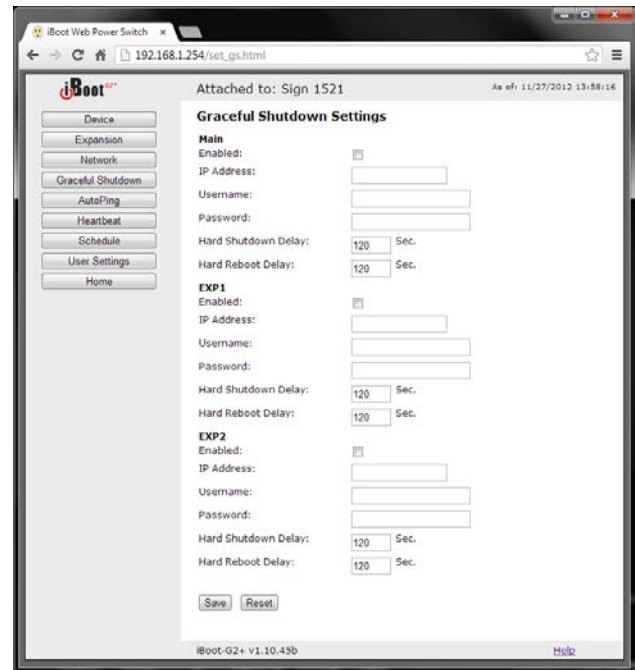 iBoot Web Power Switch
192.168.1.254/set_gs.html
iBoot
Attached to: Sign 1521
As of: 11/27/2012 13:58:16
Device
Expansion
Network
Graceful Shutdown
AutoPing
Heartbeat
Schedule
User Settings
Home
Graceful Shutdown Settings
Main
Enabled:
IP Address:
Username:
Password:
Hard Shutdown Delay: 120 Sec.
Hard Reboot Delay: 120 Sec.
EXP1
Enabled:
IP Address:
Username:
Password:
Hard Shutdown Delay: 120 Sec.
Hard Reboot Delay: 120 Sec.
EXP2
Enabled:
IP Address:
Username:
Password:
Hard Shutdown Delay: 120 Sec.
Hard Reboot Delay: 120 Sec.
Save Reset
iBoot-G2+ v1.10.45b
Help